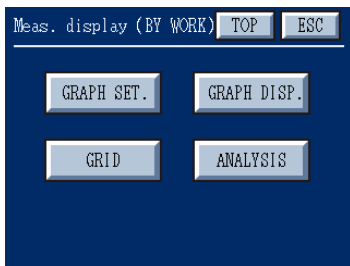 Meas. display (BY WORK) TOP ESC
GRAPH SET. GRAPH DISP.
GRID ANALYSIS